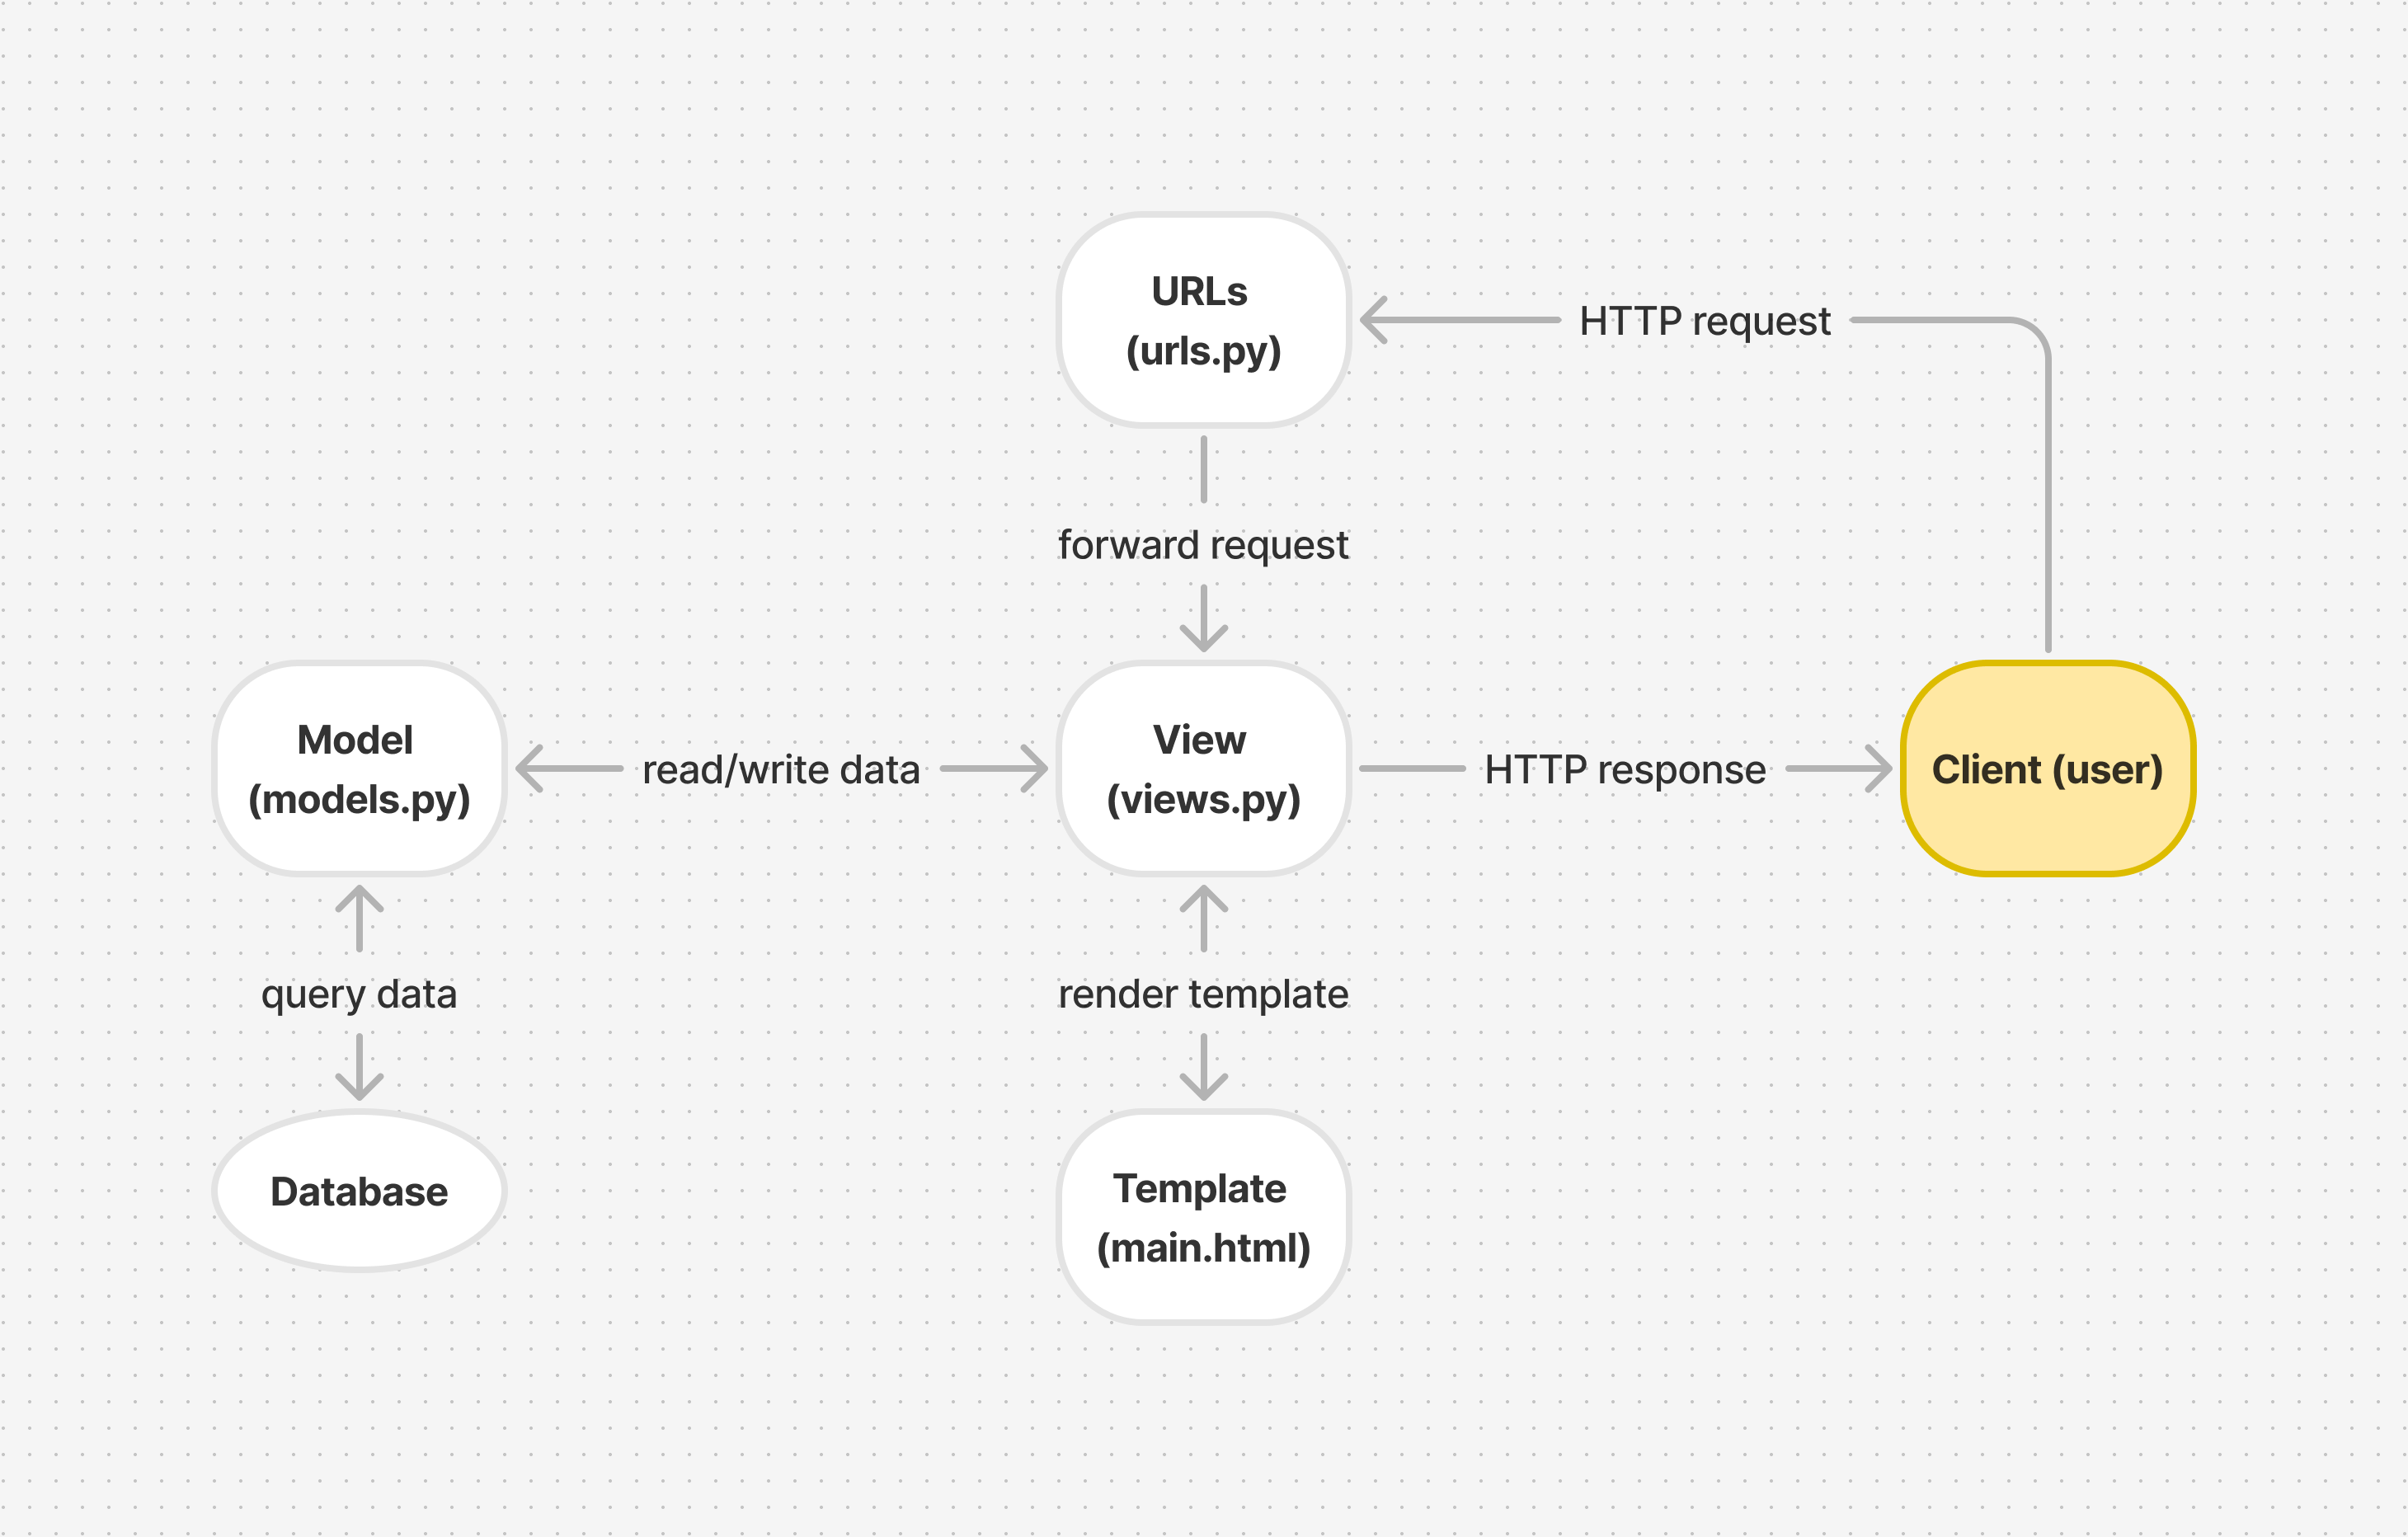 URLs
(urls.py)
HTTP request
forward request
Model
(models.py)
read/write data
View
(views.py)
HTTP response
Client (user)
query data
render template
Database
Template
(main.html)